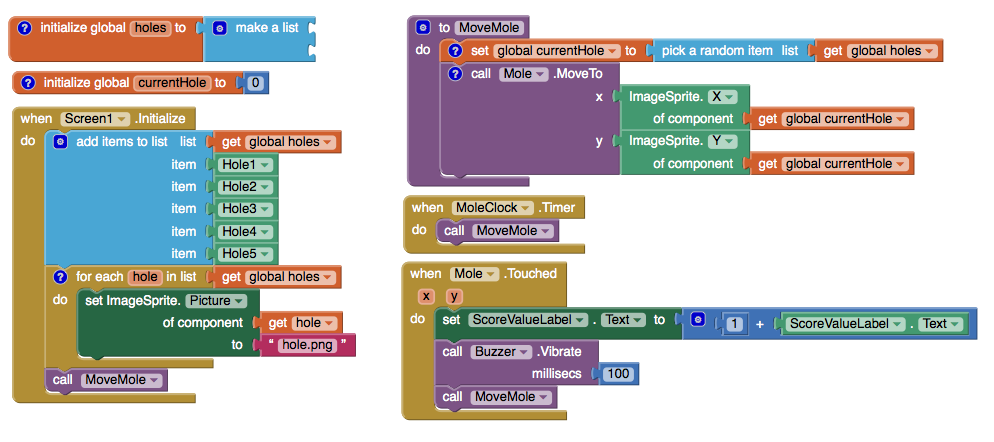 ? initialize global holes to make a list
? initialize global currentHole to 0
when Screen1 .Initialize
do add items to list list get global holes
item Hole1
item Hole2
item Hole3
item Hole4
item Hole5
? for each hole in list get global holes
do set ImageSprite. Picture
of component get hole
to “ hole.png ”
call MoveMole
to MoveMole
do ? set global currentHole to pick a random item list get global holes
? call Mole .MoveTo
x ImageSprite. X
of component get global currentHole
y ImageSprite. Y
of component get global currentHole
when MoleClock .Timer
do call MoveMole
when Mole .Touched
x y
do set ScoreValueLabel . Text to 1 + ScoreValueLabel . Text
call Buzzer .Vibrate
millisecs 100
call MoveMole